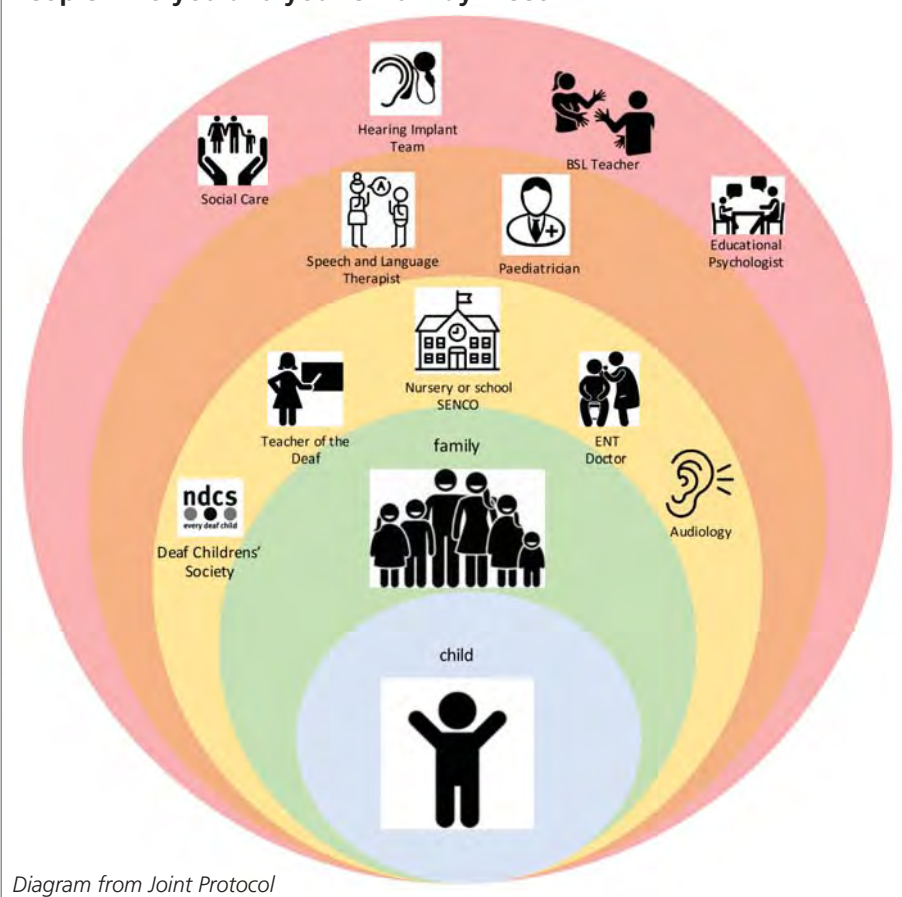 Hearing Implant
Team
BSL Teacher
Social Care
Educational
Psychologist
A
Speech and Language
Therapist
Paediatrician
Nursery or school
SENCO
Teacher of the
Deaf
ENT
Doctor
family
ndcs
every deaf child
Deaf Childrens’
Society
Audiology
child
Diagram from Joint Protocol